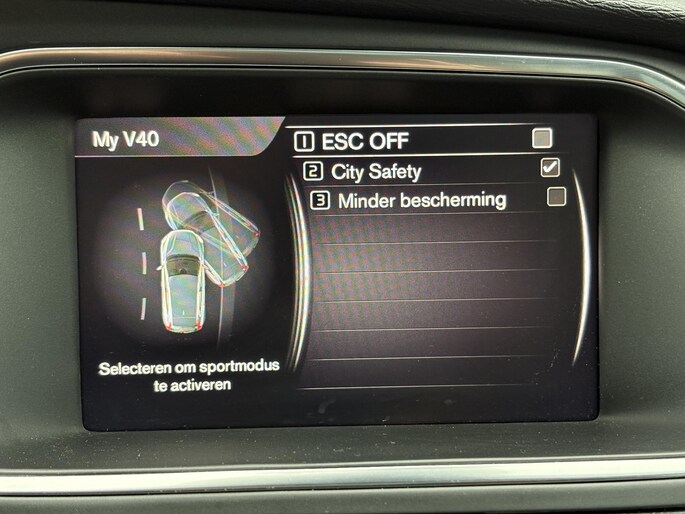 My V40
1 ESC OFF
2 City Safety
3 Minder bescherming
Selecteren om sportmodus
te activeren